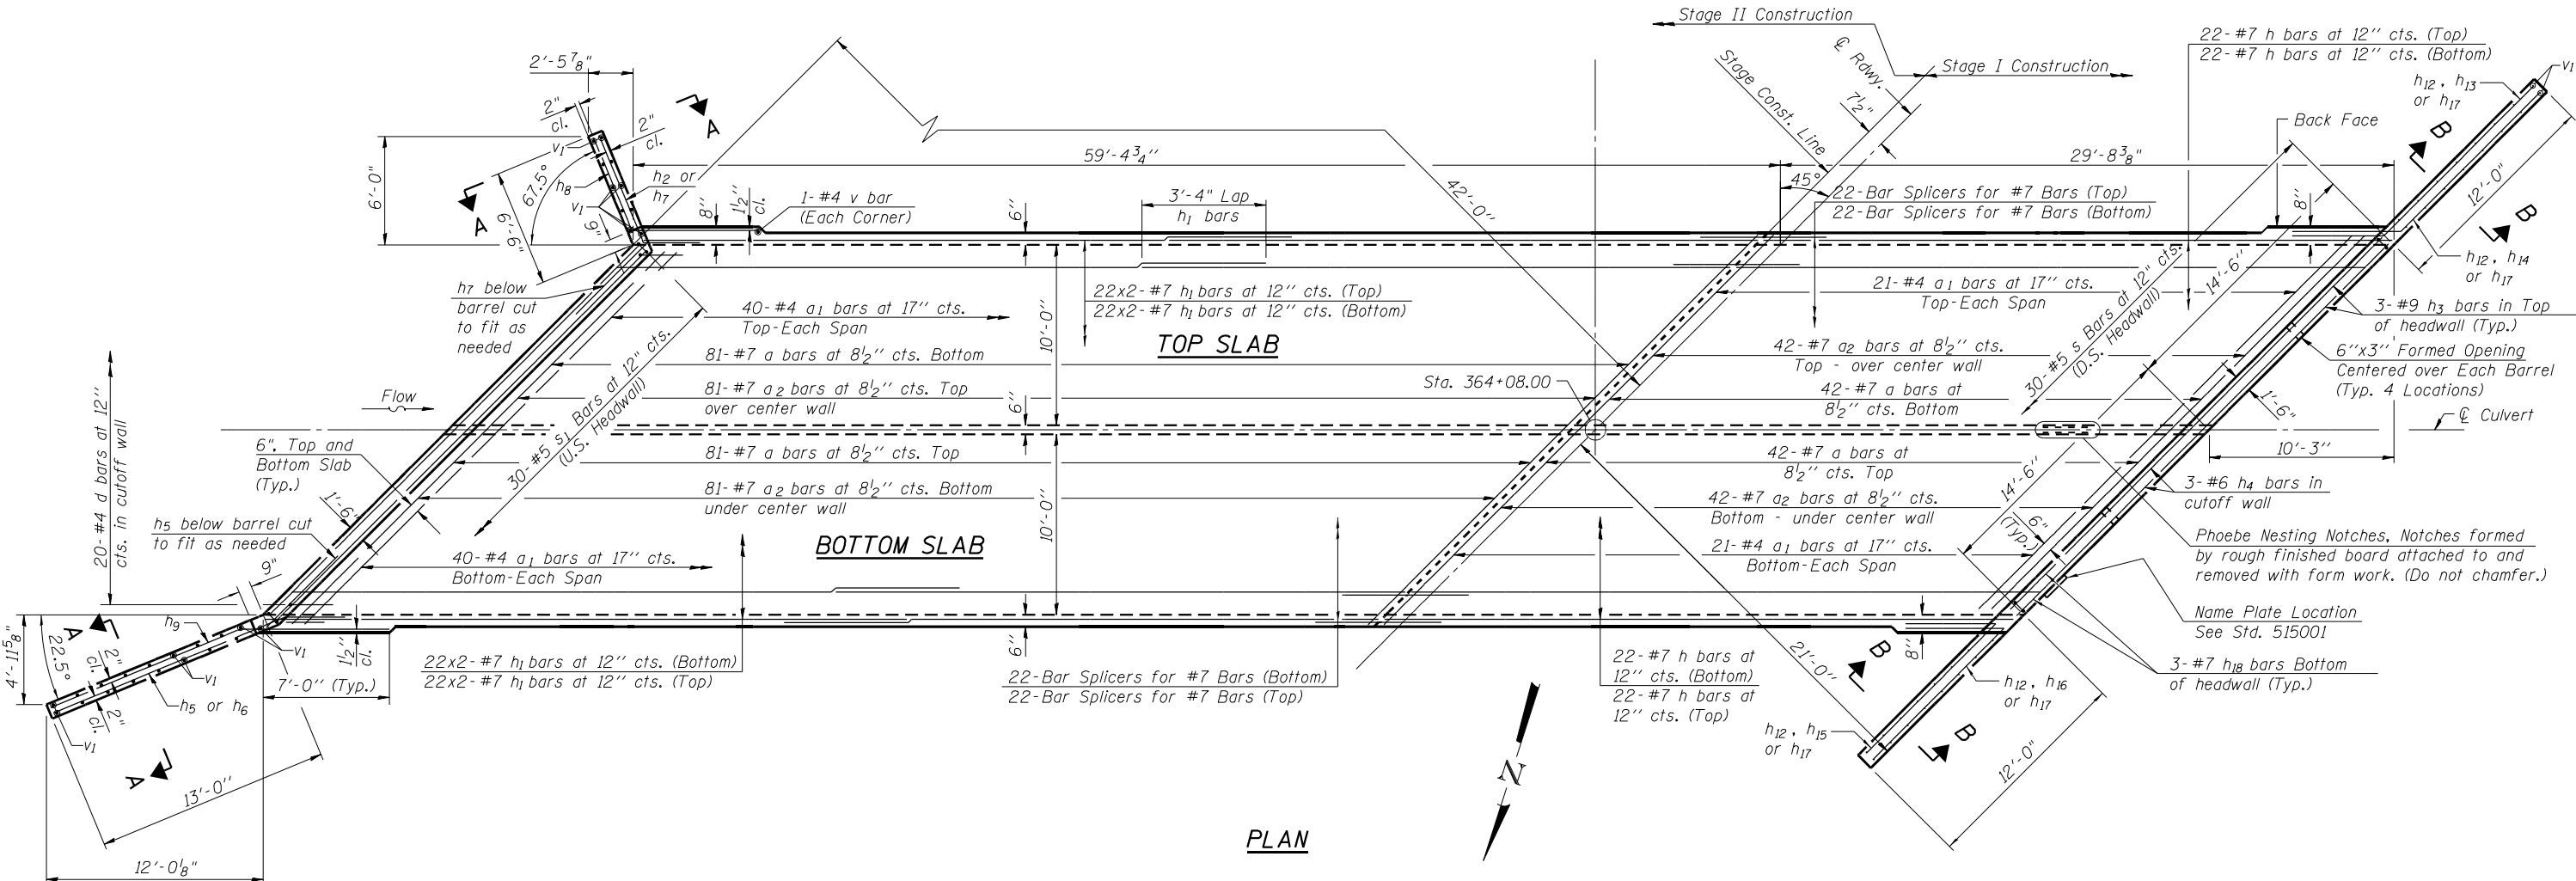 Stage II Construction
Stage I Construction
℄ Rdwy.
7½"
Stage Const. Line
22-#7 h bars at 12" cts. (Top)
22-#7 h bars at 12" cts. (Bottom)
v1
h12, h13
or h17
Back Face
B
B
12'-0"
2'-5⅞"
2"
cl.
2"
cl.
A
A
v1
6'-0"
67.5°
h8
v1
9"
6'-6"
h2 or
h7
8"
1½"
cl.
1-#4 v bar
(Each Corner)
6"
3'-4" Lap
h1 bars
59'-4¾"
42'-0"
45°
29'-8⅜"
22-Bar Splicers for #7 Bars (Top)
22-Bar Splicers for #7 Bars (Bottom)
8"
14'-6"
h12, h14
or h17
h7 below
barrel cut
to fit as
needed
40-#4 a1 bars at 17" cts.
Top-Each Span
22x2-#7 h1 bars at 12" cts. (Top)
22x2-#7 h1 bars at 12" cts. (Bottom)
10'-0"
TOP SLAB
21-#4 a1 bars at 17" cts.
Top-Each Span
30-#5 s Bars at 12" cts.
(D.S. Headwall)
3-#9 h3 bars in Top
of headwall (Typ.)
6"x3" Formed Opening
Centered over Each Barrel
(Typ. 4 Locations)
81-#7 a bars at 8½" cts. Bottom
42-#7 a2 bars at 8½" cts.
Top - over center wall
81-#7 a2 bars at 8½" cts. Top
over center wall
Sta. 364+08.00
42-#7 a bars at
8½" cts. Bottom
1'-6"
℄ Culvert
10'-3"
Flow
6"
20-#4 d bars at 12"
cts. in cutoff wall
30-#5 s1 Bars at 12" cts.
(U.S. Headwall)
6", Top and
Bottom Slab
(Typ.)
81-#7 a bars at 8½" cts. Top
42-#7 a bars at
8½" cts. Top
14'-6"
3-#6 h4 bars in
cutoff wall
1'-6"
81-#7 a2 bars at 8½" cts. Bottom
under center wall
10'-0"
42-#7 a2 bars at 8½" cts.
Bottom - under center wall
6"
(Typ.)
Phoebe Nesting Notches, Notches formed
by rough finished board attached to and
removed with form work. (Do not chamfer.)
h5 below barrel cut
to fit as needed
BOTTOM SLAB
40-#4 a1 bars at 17" cts.
Bottom-Each Span
21-#4 a1 bars at 17" cts.
Bottom-Each Span
Name Plate Location
See Std. 515001
9"
4'-11⅝"
22.5°
A
h9
2"
cl.
2"
cl.
v1
v1
v1
h5 or h6
1½"
cl.
7'-0" (Typ.)
A
13'-0"
12'-0⅛"
22x2-#7 h1 bars at 12" cts. (Bottom)
22x2-#7 h1 bars at 12" cts. (Top)
6"
22-Bar Splicers for #7 Bars (Bottom)
22-Bar Splicers for #7 Bars (Top)
22-#7 h bars at
12" cts. (Bottom)
22-#7 h bars at
12" cts. (Top)
21'-0"
8"
B
B
h12, h16
or h17
3-#7 h18 bars Bottom
of headwall (Typ.)
h12, h15
or h17
12'-0"
N
PLAN